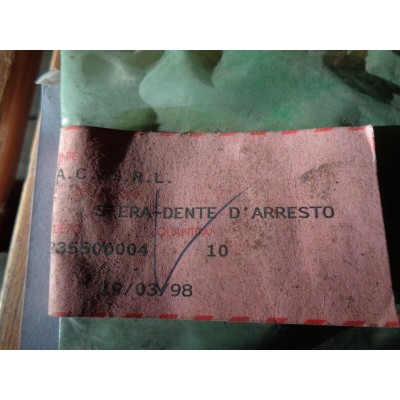 A.C. S.R.L.
SFERA-DENTE D'ARRESTO
QUANTITA'
235500004 10
10/03/98